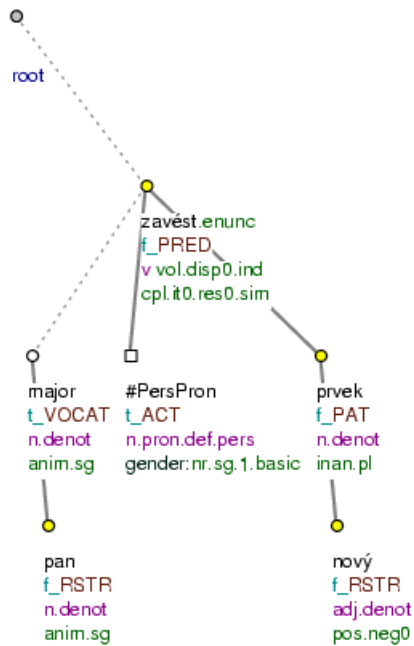 root
zavést.enunc
f_PRED
v vol.disp0.ind
cpl.it0.res0.sim
major
t_VOCAT
n.denot
anim.sg
#PersPron
t_ACT
n.pron.def.pers
gender:nr.sg.1.basic
prvek
f_PAT
n.denot
inan.pl
pan
f_RSTR
n.denot
anim.sg
nový
f_RSTR
adj.denot
pos.neg0